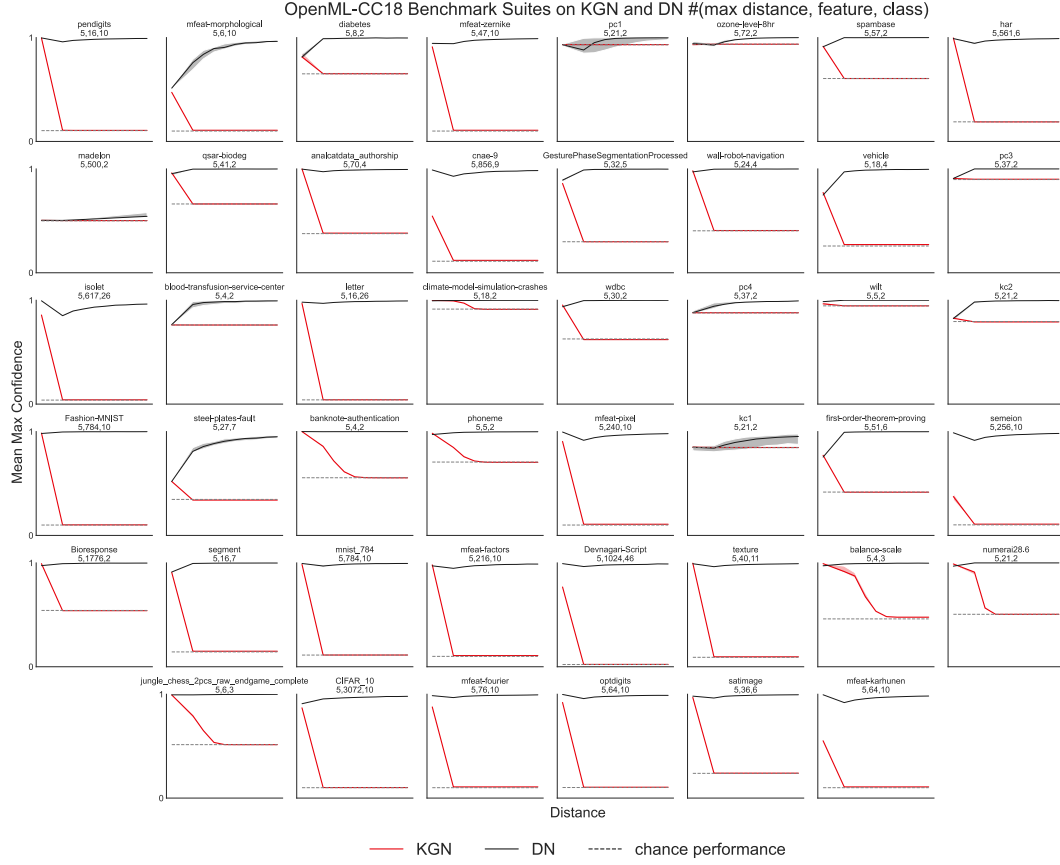 OpenML-CC18 Benchmark Suites on KGN and DN #(max distance, feature, class)
pendigits
5,16,10
mfeat-morphological
5,6,10
diabetes
5,8,2
mfeat-zernike
5,47,10
pc1
5,21,2
ozone-level-8hr
5,72,2
spambase
5,57,2
har
5,561,6
1
0
madelon
5,500,2
qsar-biodeg
5,41,2
analcatdata_authorship
5,70,4
cnae-9
5,856,9
GesturePhaseSegmentationProcessed
5,32,5
wall-robot-navigation
5,24,4
vehicle
5,18,4
pc3
5,37,2
1
0
isolet
5,617,26
blood-transfusion-service-center
5,4,2
letter
5,16,26
climate-model-simulation-crashes
5,18,2
wdbc
5,30,2
pc4
5,37,2
wilt
5,5,2
kc2
5,21,2
1
0
Mean Max Confidence
Fashion-MNIST
5,784,10
steel-plates-fault
5,27,7
banknote-authentication
5,4,2
phoneme
5,5,2
mfeat-pixel
5,240,10
kc1
5,21,2
first-order-theorem-proving
5,51,6
semeion
5,256,10
1
0
Bioresponse
5,1776,2
segment
5,16,7
mnist_784
5,784,10
mfeat-factors
5,216,10
Devnagari-Script
5,1024,46
texture
5,40,11
balance-scale
5,4,3
numerai28.6
5,21,2
1
0
jungle_chess_2pcs_raw_endgame_complete
5,6,3
CIFAR_10
5,3072,10
mfeat-fourier
5,76,10
optdigits
5,64,10
satimage
5,36,6
mfeat-karhunen
5,64,10
1
0
Distance
KGN
DN
chance performance